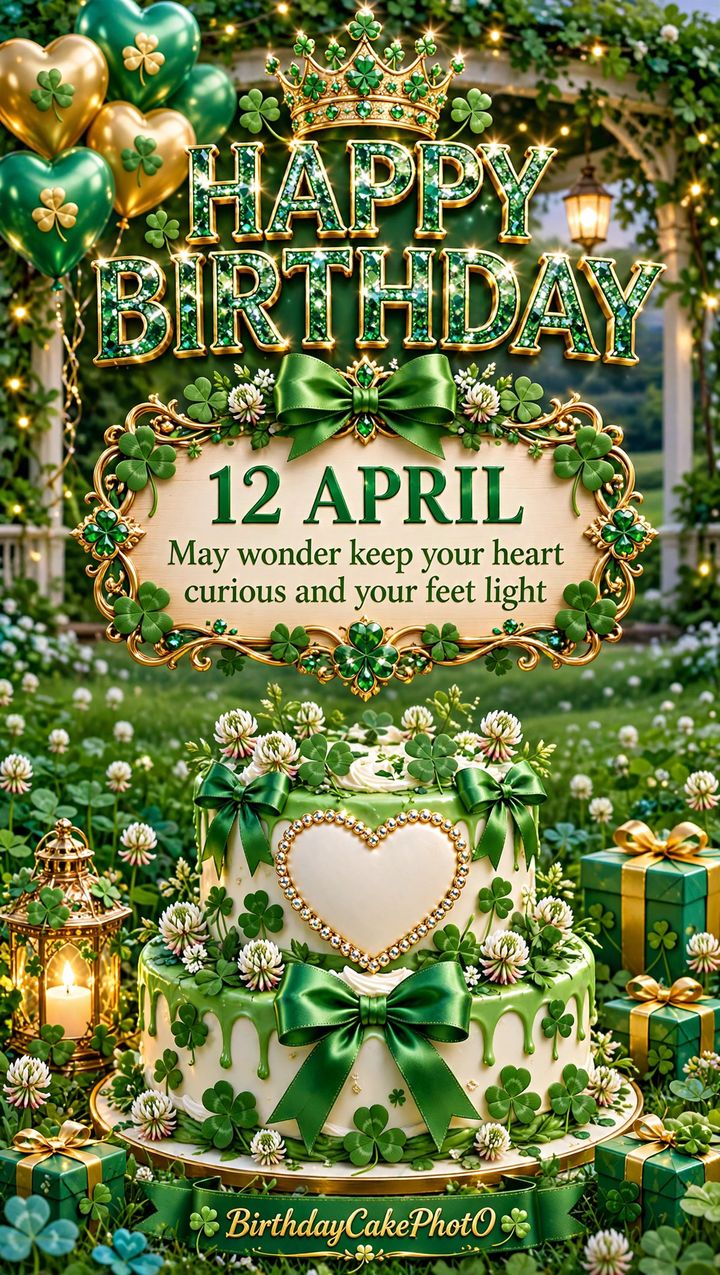 HAPPY
BIRTHDAY
12 APRIL
May wonder keep your heart
curious and your feet light
BirthdayCakePhotO